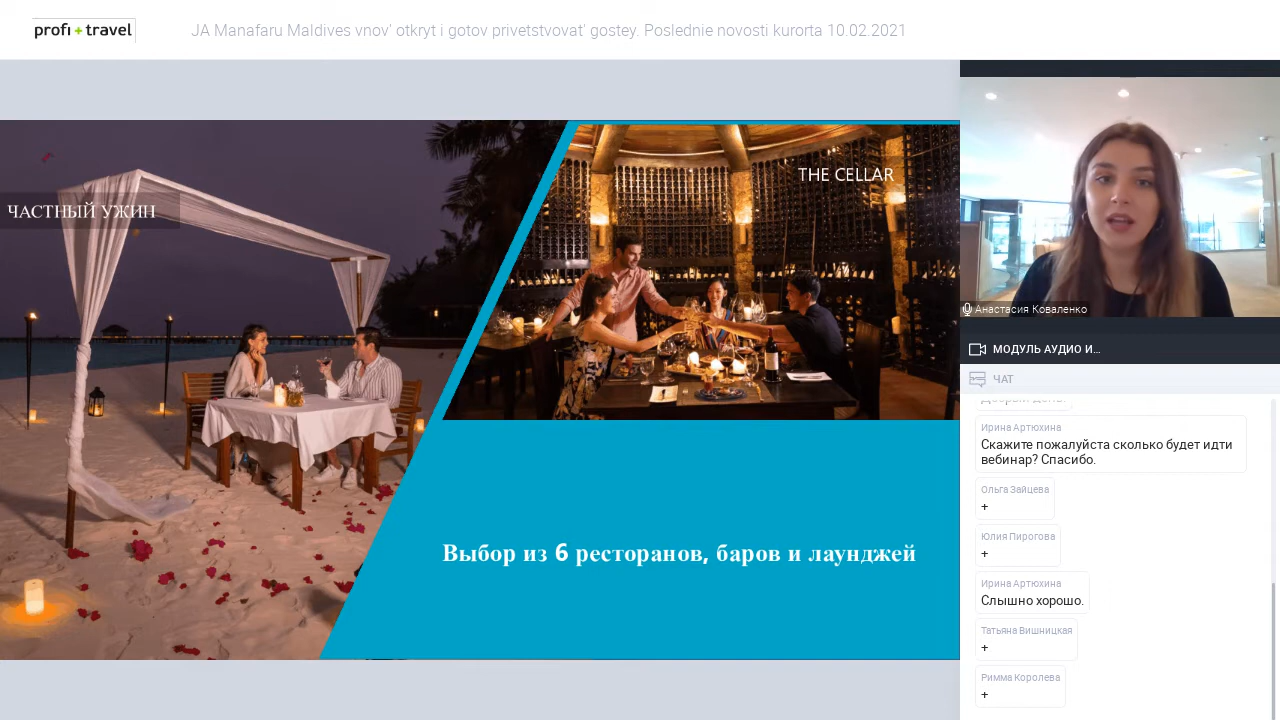 profi + travel
JA Manafaru Maldives vnov' otkryt i gotov privetstvovat' gostey. Poslednie novosti kurorta 10.02.2021
ЧАСТНЫЙ УЖИН
THE CELLAR
Выбор из 6 ресторанов, баров и лаунджей
Анастасия Коваленко
МОДУЛЬ АУДИО И...
ЧАТ
Добрый день!
Ирина Артюхина
Скажите пожалуйста сколько будет идти
вебинар? Спасибо.
Ольга Зайцева
+
Юлия Пирогова
+
Ирина Артюхина
Слышно хорошо.
Татьяна Вишницкая
+
Римма Королева
+